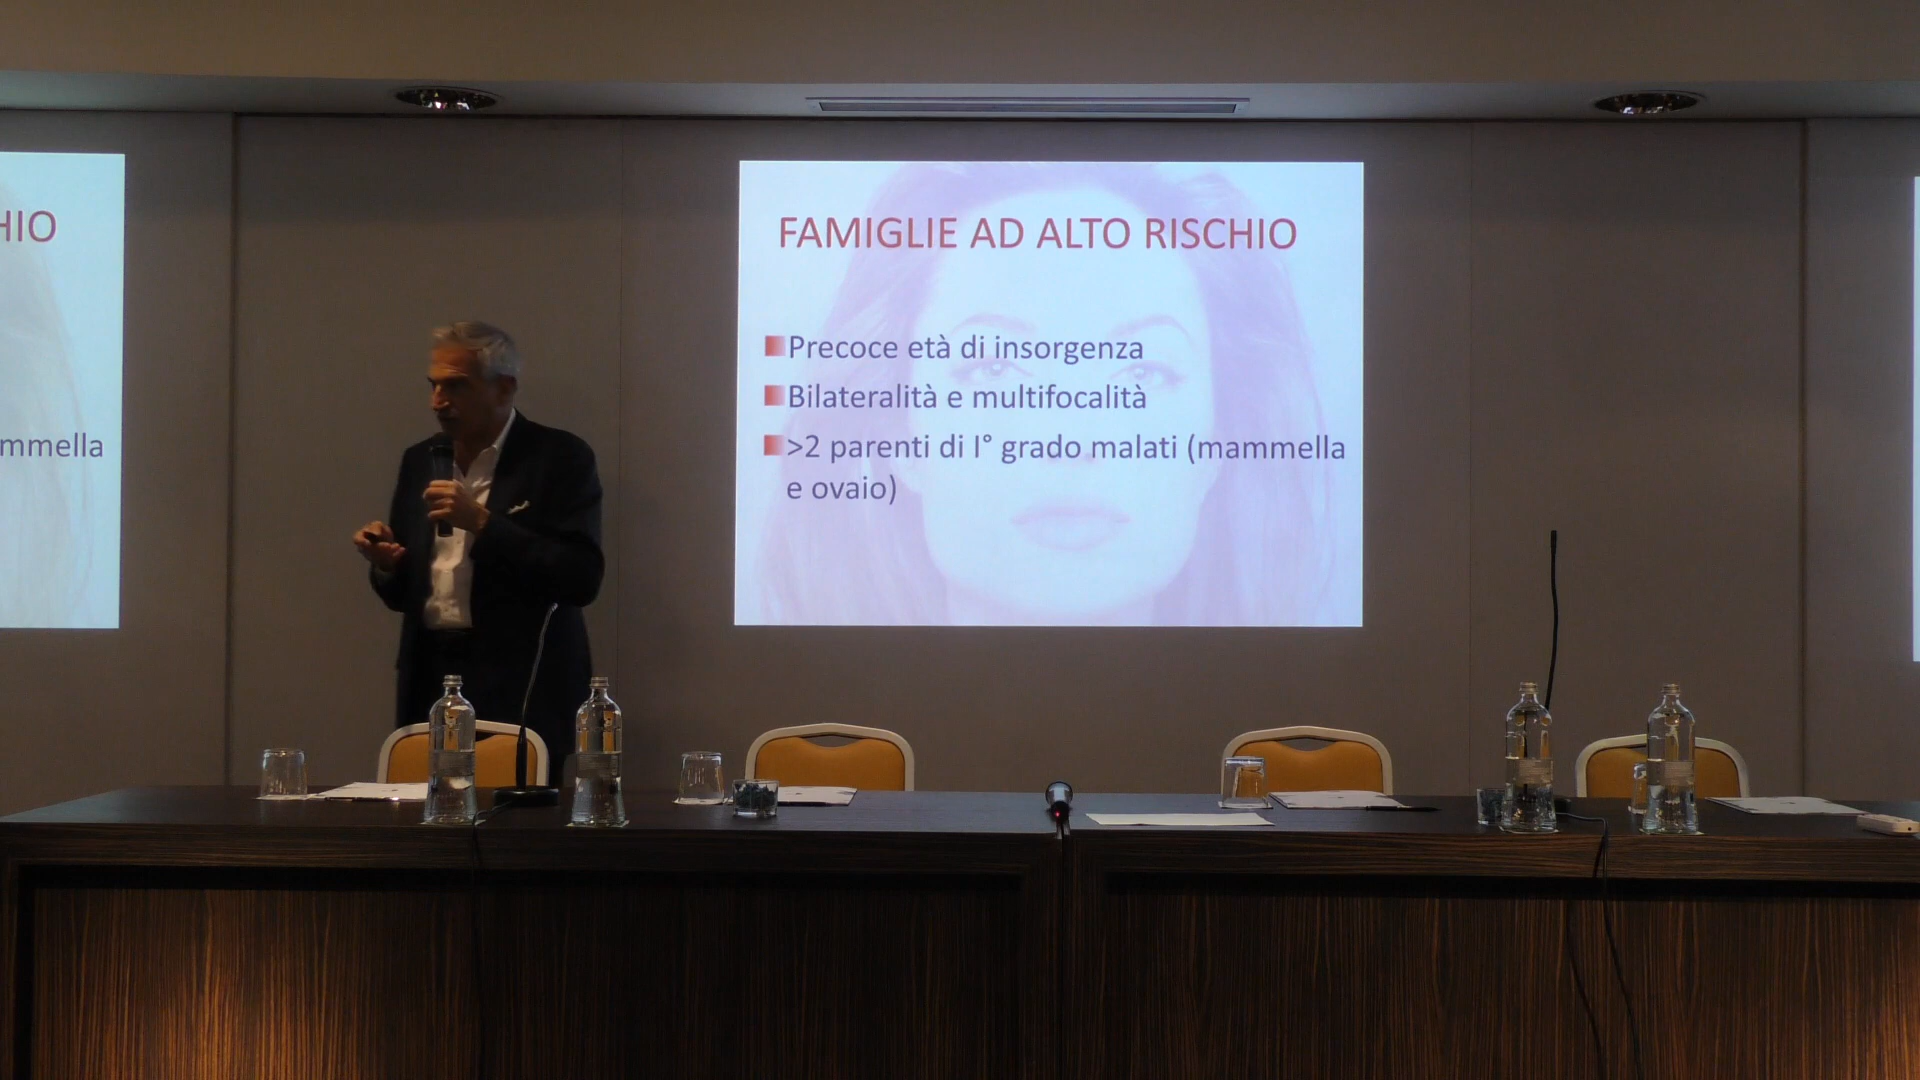 HIO
mmella
FAMIGLIE AD ALTO RISCHIO
Precoce età di insorgenza
Bilateralità e multifocalità
>2 parenti di I° grado malati (mammella
e ovaio)